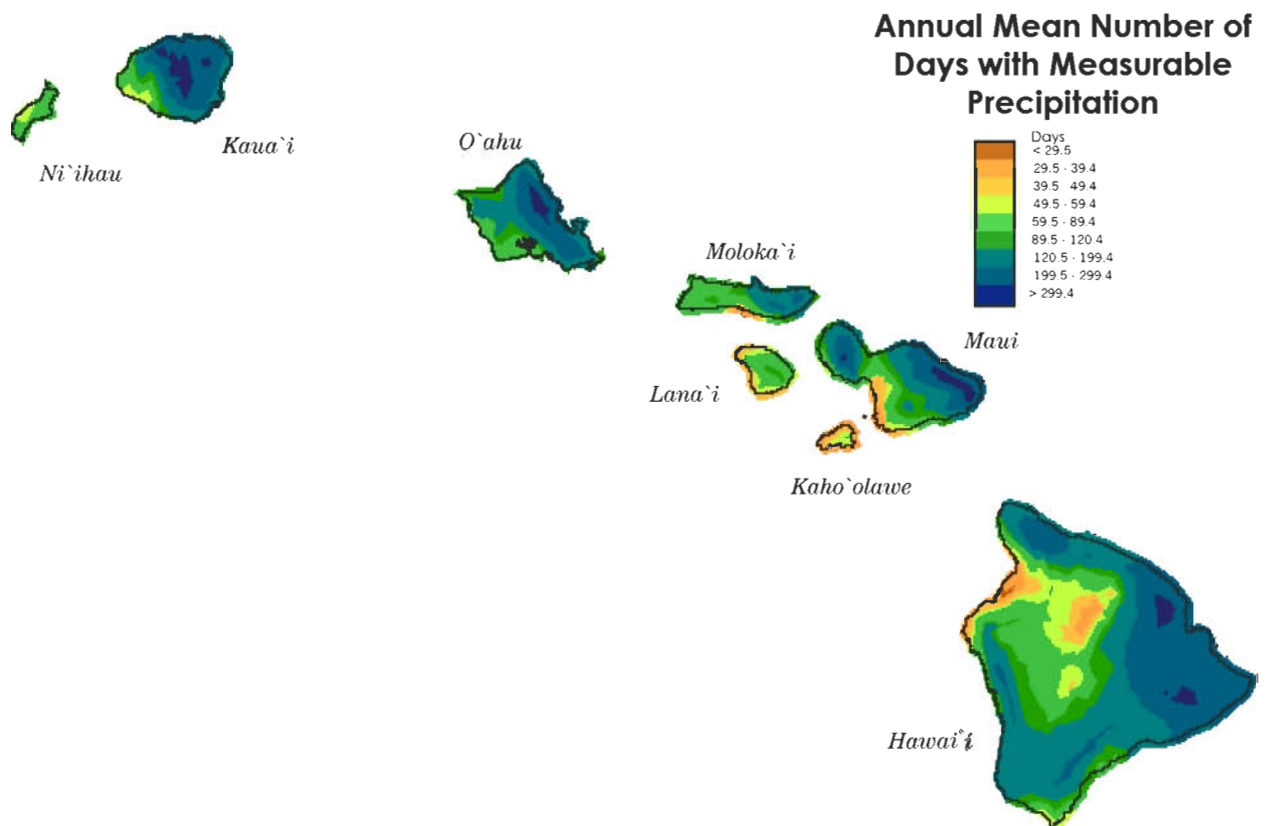 Annual Mean Number of
Days with Measurable
Precipitation
Days
< 29.5
29.5 - 39.4
39.5 49.4
49.5 - 59.4
59.5 - 89.4
89.5 - 120.4
120.5 - 199.4
199.5 - 299.4
> 299.4
Kaua`i
Ni`ihau
O`ahu
Moloka`i
Maui
Lana`i
Kaho`olawe
Hawai`i